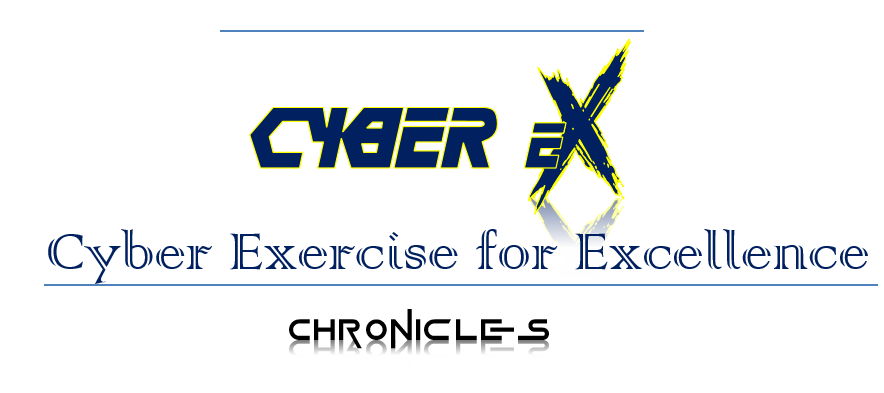 CYBER EX
Cyber Exercise for Excellence
CHRONICLE-S